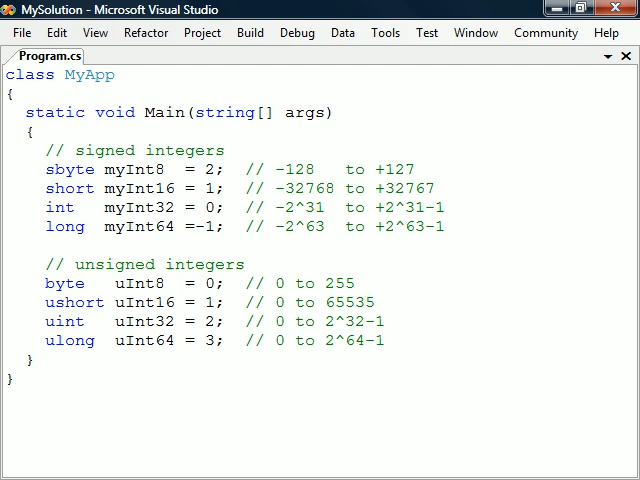 MySolution - Microsoft Visual Studio
File Edit View Refactor Project Build Debug Data Tools Test Window Community Help
Program.cs
class MyApp
{
  static void Main(string[] args)
  {
    // signed integers
    sbyte myInt8  = 2;  // -128   to +127
    short myInt16 = 1;  // -32768 to +32767
    int   myInt32 = 0;  // -2^31  to +2^31-1
    long  myInt64 =-1;  // -2^63  to +2^63-1
    // unsigned integers
    byte   uInt8  = 0;  // 0 to 255
    ushort uInt16 = 1;  // 0 to 65535
    uint   uInt32 = 2;  // 0 to 2^32-1
    ulong  uInt64 = 3;  // 0 to 2^64-1
  }
}